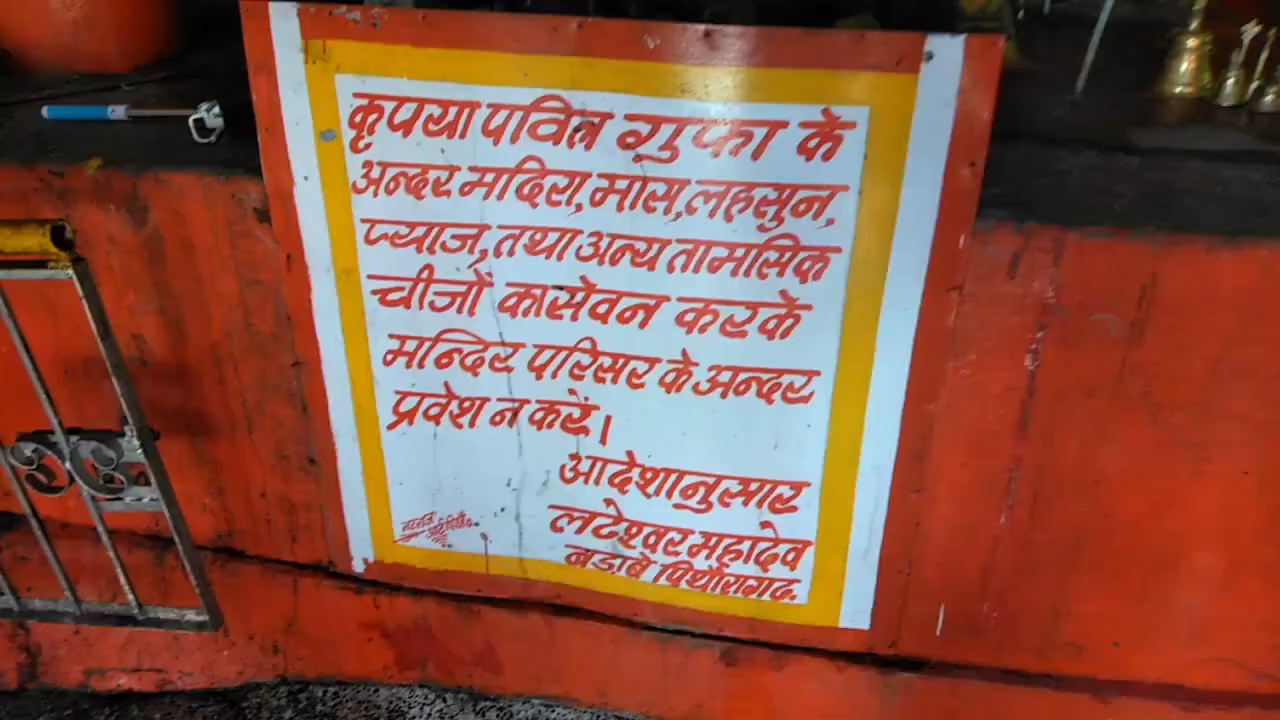 कृपया पवित्र गुफा के
अन्दर मदिरा, मांस, लहसुन,
प्याज, तथा अन्य तामसिक
चीजों का सेवन करके
मन्दिर परिसर के अन्दर
प्रवेश न करें।
आदेशानुसार
लटेश्वर महादेव
बडाबे पिथौरागढ.